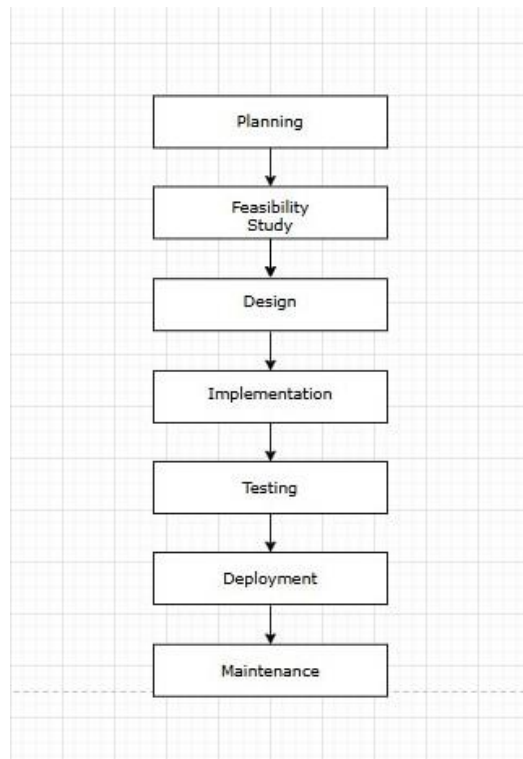 Planning
Feasibility
Study
Design
Implementation
Testing
Deployment
Maintenance